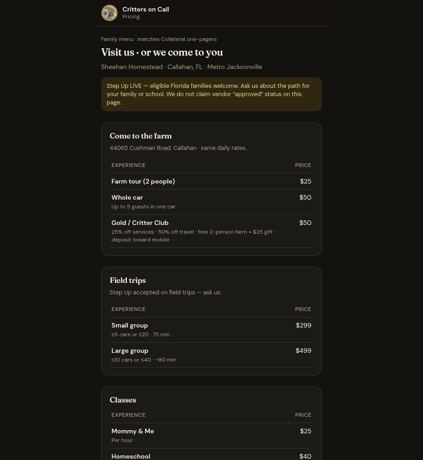 Critters on Call
Pricing
Family menu · matches Collateral one-pagers
Visit us · or we come to you
Sheehan Homestead · Callahan, FL · Metro Jacksonville
Step Up LIVE — eligible Florida families welcome. Ask us about the path for
your family or school. We do not claim vendor "approved" status on this
page.
Come to the farm
44065 Cushman Road, Callahan · same daily rates.
EXPERIENCE PRICE
Farm tour (2 people) $25
Whole car $50
Up to 5 guests in one car
Gold / Critter Club $50
25% off services · 50% off travel · free 2-person farm = $25 gift ·
deposit toward mobile
Field trips
Step Up accepted on field trips — ask us.
EXPERIENCE PRICE
Small group $299
≤5 cars or ≤20 · 75 min
Large group $499
≤10 cars or ≤40 · ~90 min
Classes
EXPERIENCE PRICE
Mommy & Me $25
Per hour
Homeschool $40